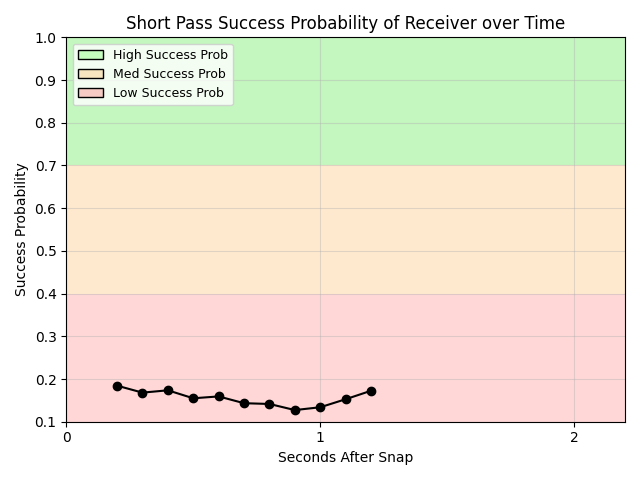 Short Pass Success Probability of Receiver over Time
1.0
High Success Prob
Med Success Prob
Low Success Prob
0.9
0.8
0.7
0.6
0.5
0.4
0.3
0.2
0.1
Success Probability
0 1 2
Seconds After Snap